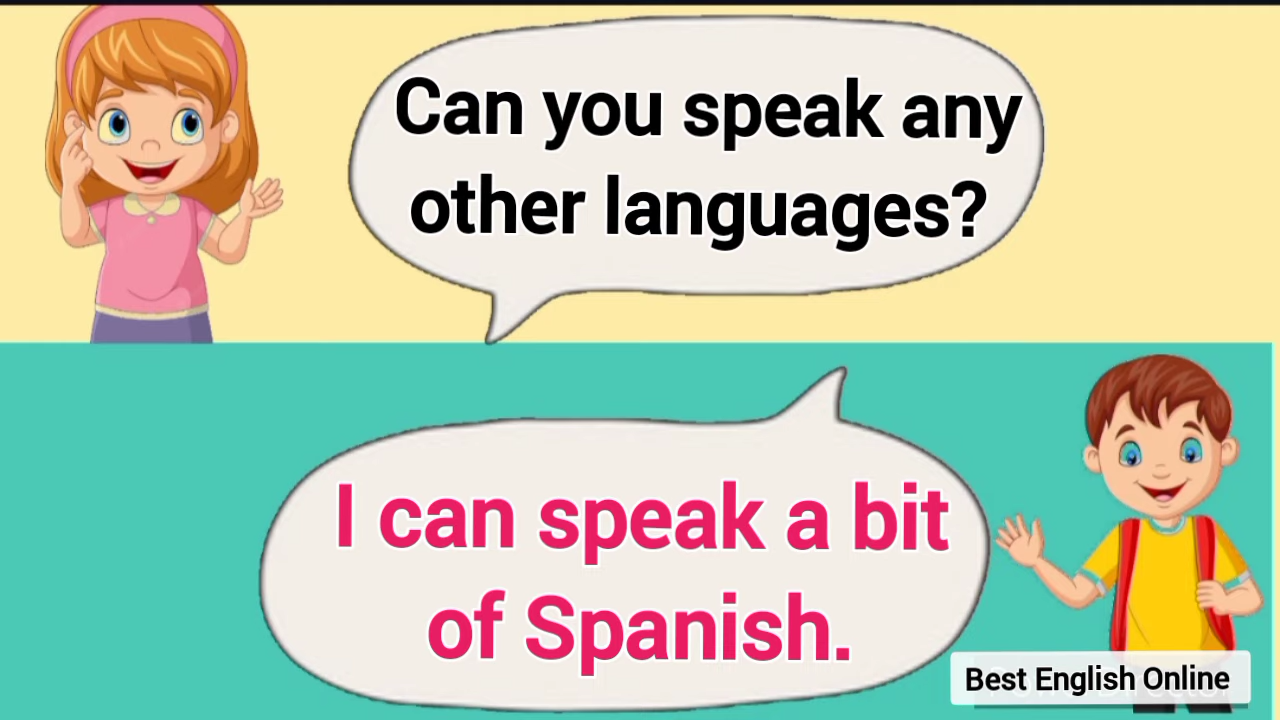 Can you speak any
other languages?
I can speak a bit
of Spanish.
Best English Online